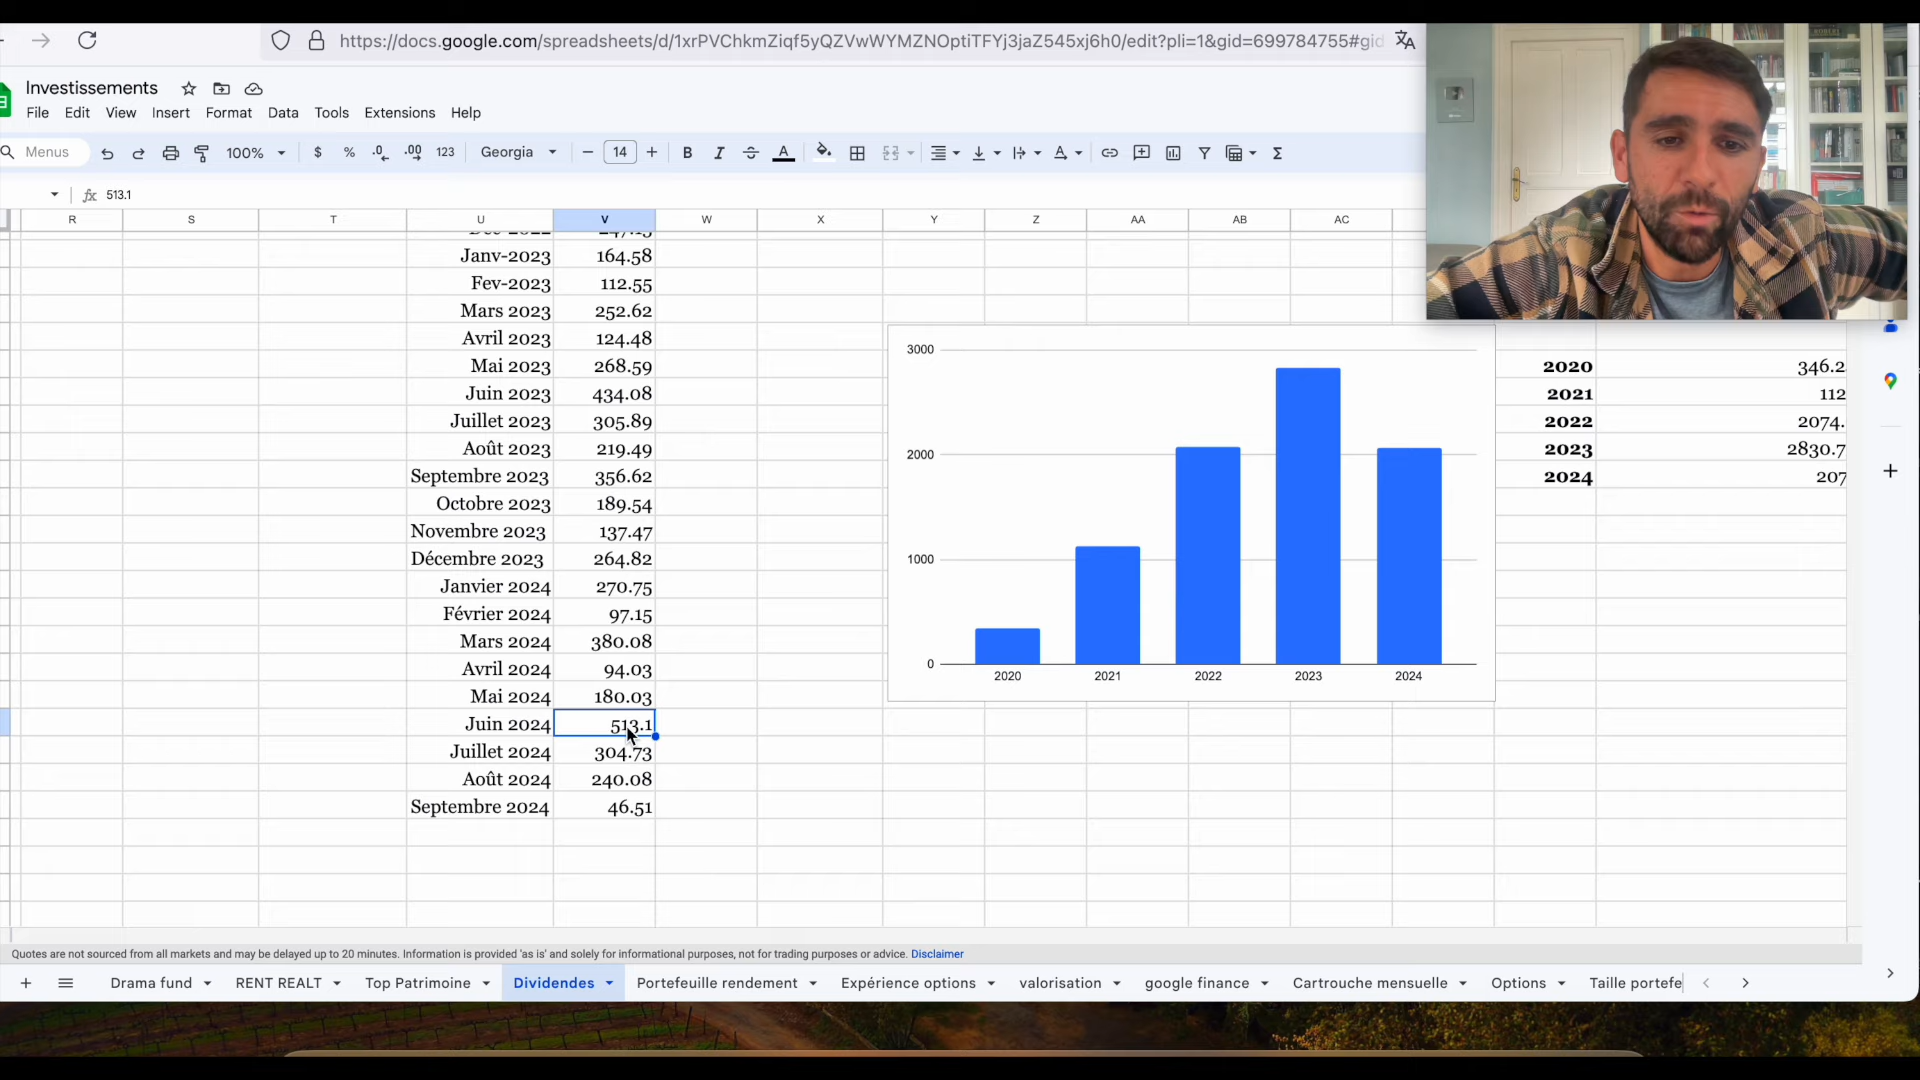 https://docs.google.com/spreadsheets/d/1xrPVChkmZiqf5yQZVwWYMZNOptiTFYj3jaZ545xj6h0/edit?pli=1&gid=699784755#gid
Investissements
File Edit View Insert Format Data Tools Extensions Help
Menus 100% $ % .0 .00 123 Georgia 14 B I A Σ
fx 513.1
R S T U V W X Y Z AA AB AC
Janv-2023 164.58
Fev-2023 112.55
Mars 2023 252.62
Avril 2023 124.48
Mai 2023 268.59
Juin 2023 434.08
Juillet 2023 305.89
Août 2023 219.49
Septembre 2023 356.62
Octobre 2023 189.54
Novembre 2023 137.47
Décembre 2023 264.82
Janvier 2024 270.75
Février 2024 97.15
Mars 2024 380.08
Avril 2024 94.03
Mai 2024 180.03
Juin 2024 513.1
Juillet 2024 304.73
Août 2024 240.08
Septembre 2024 46.51
3000
2000
1000
0
2020 2021 2022 2023 2024
2020 346.2
2021 112
2022 2074.
2023 2830.7
2024 207
Quotes are not sourced from all markets and may be delayed up to 20 minutes. Information is provided 'as is' and solely for informational purposes, not for trading purposes or advice. Disclaimer
Drama fund RENT REALT Top Patrimoine Dividendes Portefeuille rendement Expérience options valorisation google finance Cartrouche mensuelle Options Taille portefe